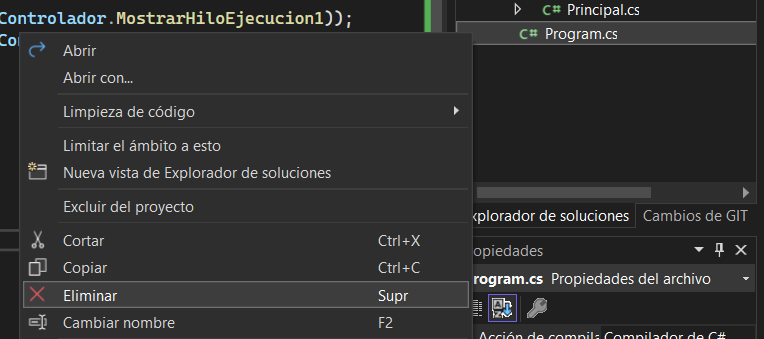 Controlador.MostrarHiloEjecucion1));
Co
C# Principal.cs
C# Program.cs
Abrir
Abrir con...
Limpieza de código
Limitar el ámbito a esto
Nueva vista de Explorador de soluciones
Excluir del proyecto
Cortar Ctrl+X
Copiar Ctrl+C
Eliminar Supr
Cambiar nombre F2
xplorador de soluciones Cambios de GIT
opiedades
rogram.cs Propiedades del archivo
Acción de compila Compilador de C#